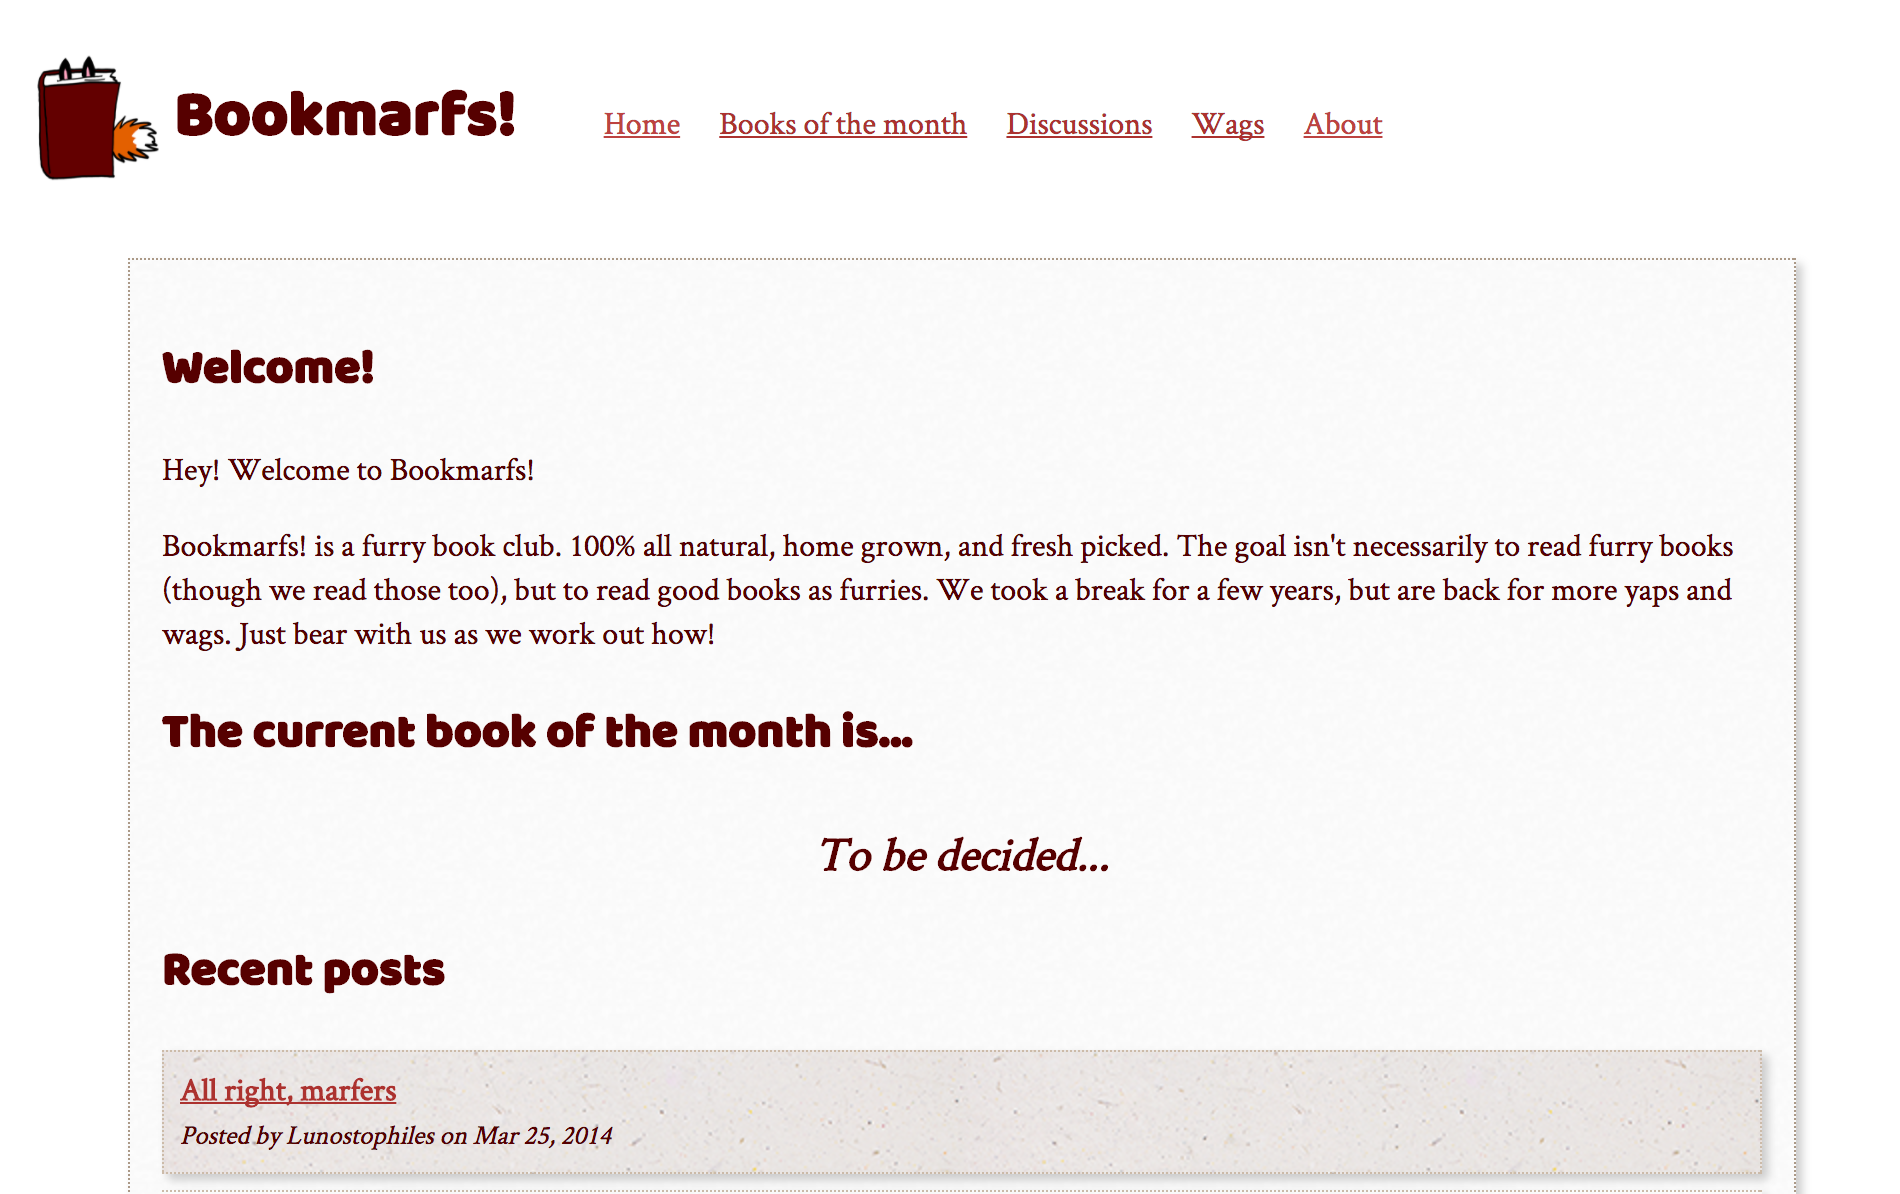 Bookmarfs!
Home Books of the month Discussions Wags About
Welcome!
Hey! Welcome to Bookmarfs!
Bookmarfs! is a furry book club. 100% all natural, home grown, and fresh picked. The goal isn't necessarily to read furry books
(though we read those too), but to read good books as furries. We took a break for a few years, but are back for more yaps and
wags. Just bear with us as we work out how!
The current book of the month is...
To be decided...
Recent posts
All right, marfers
Posted by Lunostophiles on Mar 25, 2014